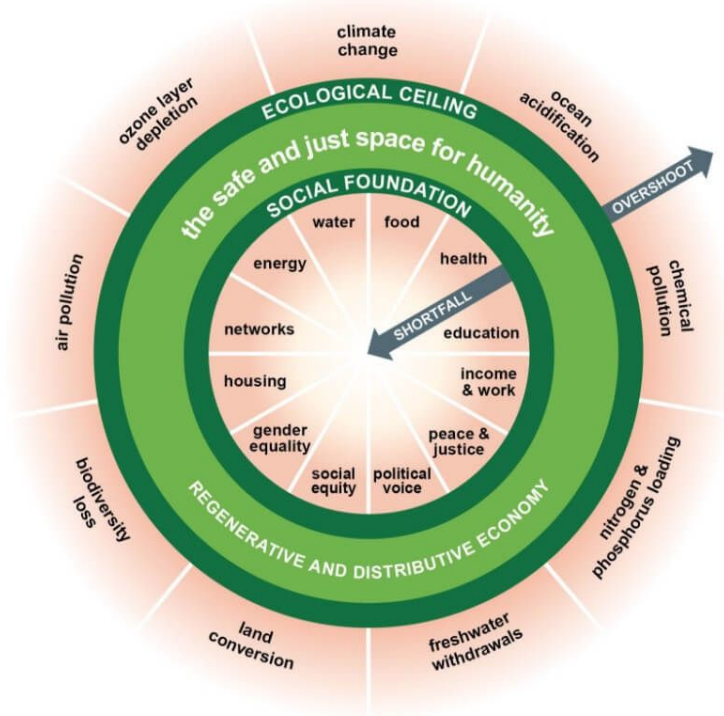 climate
change
ozone layer
depletion
ocean
acidification
ECOLOGICAL CEILING
the safe and just space for humanity
OVERSHOOT
SOCIAL FOUNDATION
water
food
energy
health
SHORTFALL
air pollution
chemical
pollution
networks
education
housing
income
& work
gender
equality
peace &
justice
social
equity
political
voice
biodiversity
loss
nitrogen &
phosphorus loading
REGENERATIVE AND DISTRIBUTIVE ECONOMY
land
conversion
freshwater
withdrawals